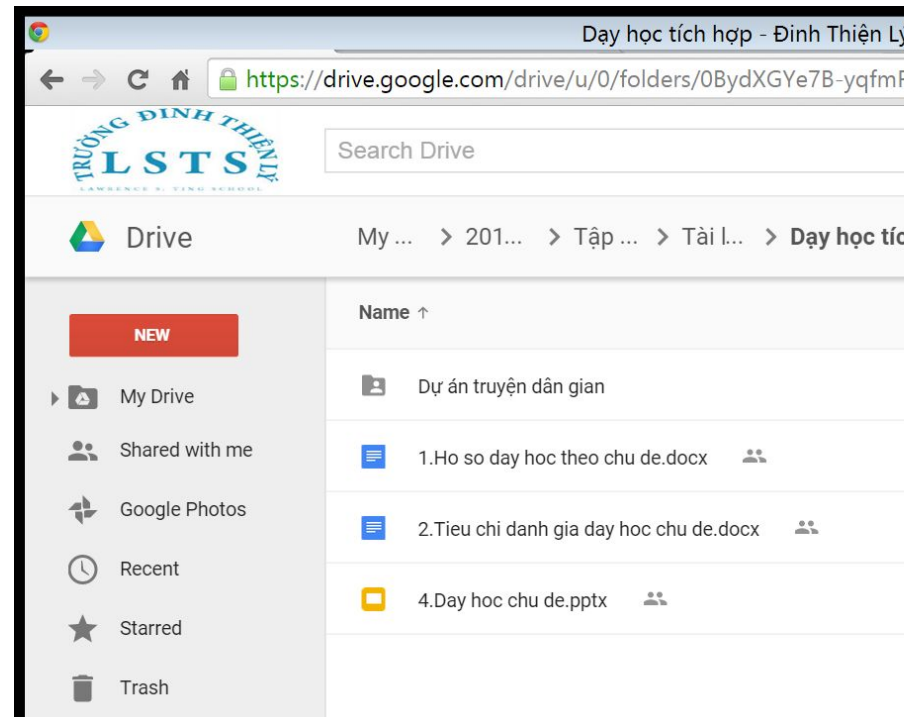 Dạy học tích hợp - Đinh Thiện Lý
https://drive.google.com/drive/u/0/folders/0BydXGYe7B-yqfmF
TRƯỜNG ĐINH THIỆN LÝ
LSTS
LAWRENCE S. TING SCHOOL
Search Drive
Drive
My ... > 201... > Tập ... > Tài l... > Dạy học tíc
NEW
My Drive
Shared with me
Google Photos
Recent
Starred
Trash
Name ↑
Dự án truyện dân gian
1.Ho so day hoc theo chu de.docx
2.Tieu chi danh gia day hoc chu de.docx
4.Day hoc chu de.pptx